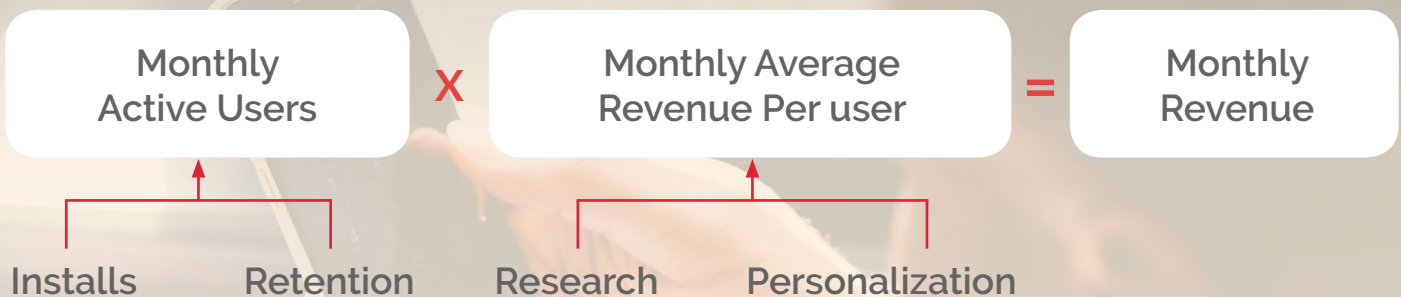 Monthly
Active Users
X
Monthly Average
Revenue Per user
=
Monthly
Revenue
Installs
Retention
Research
Personalization